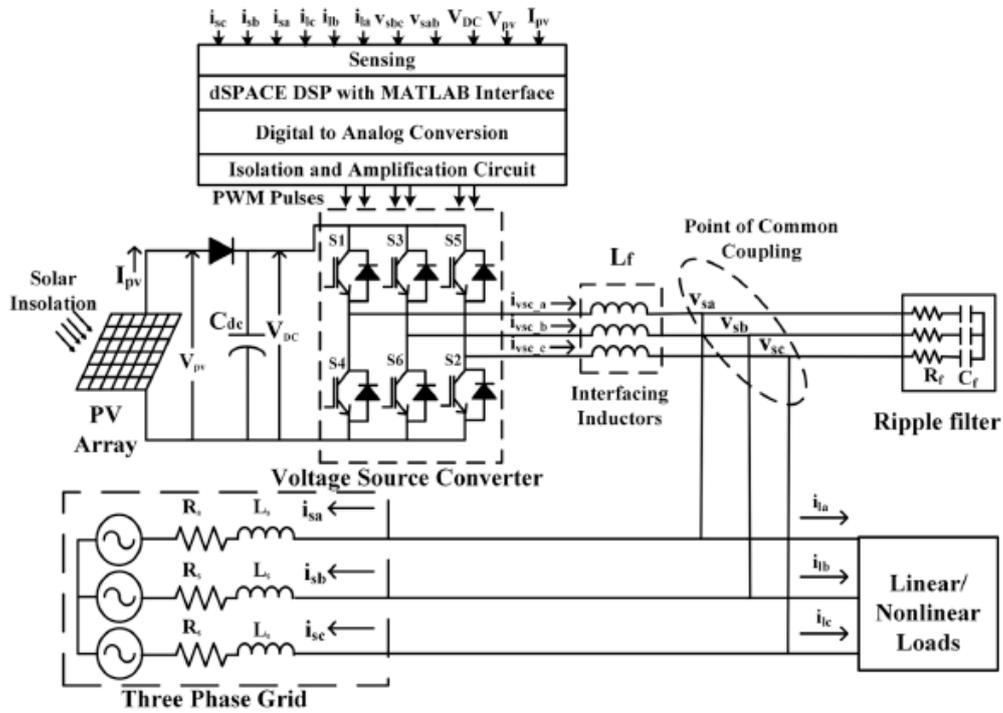 isc isb isa ilc ilb ila vsbc vsab VDC Vpv Ipv
Sensing
dSPACE DSP with MATLAB Interface
Digital to Analog Conversion
Isolation and Amplification Circuit
PWM Pulses
S1 S3 S5
Point of Common
Coupling
Ipv
Solar
Insolation
Lf
ivsc_a
ivsc_b
ivsc_c
vsa
vsb
vsc
Cdc
VDC
Vpv
S4 S6 S2
Rf Cf
PV
Array
Interfacing
Inductors
Ripple filter
Voltage Source Converter
Rs Ls isa
ila
Rs Ls isb
ilb
Rs Ls isc
ilc
Linear/
Nonlinear
Loads
Three Phase Grid